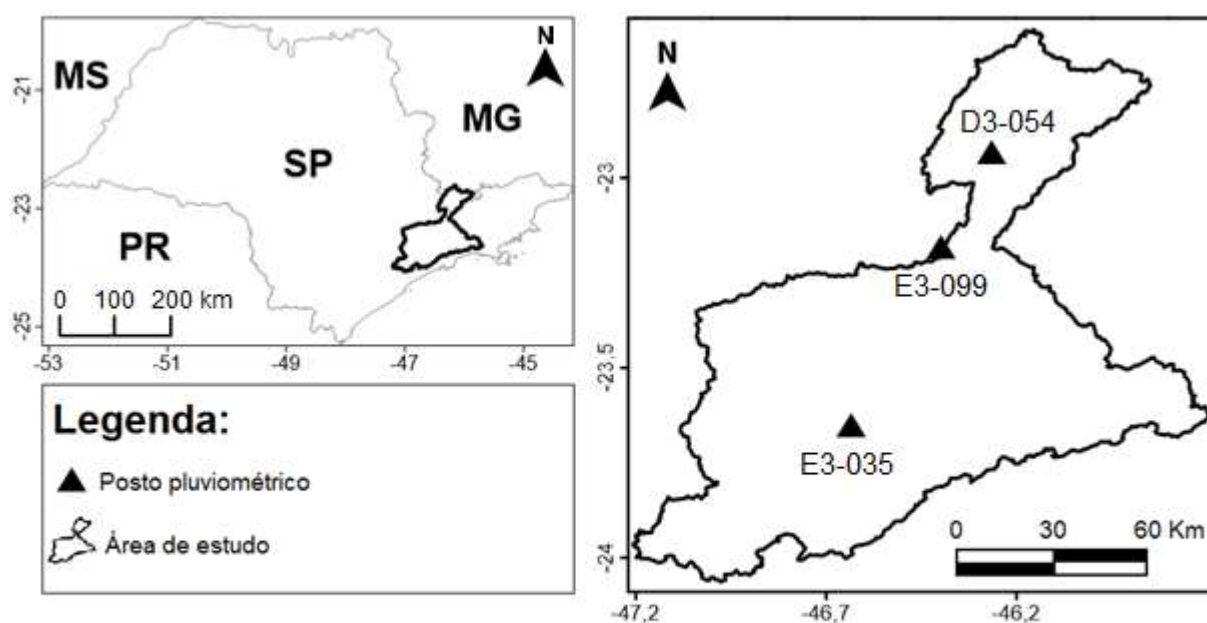 N
MS
MG
SP
PR
0 100 200 km
-21
-23
-25
-53 -51 -49 -47 -45
Legenda:
Posto pluviométrico
Área de estudo
N
D3-054
E3-099
E3-035
0 30 60 Km
-23
-23,5
-24
-47,2 -46,7 -46,2